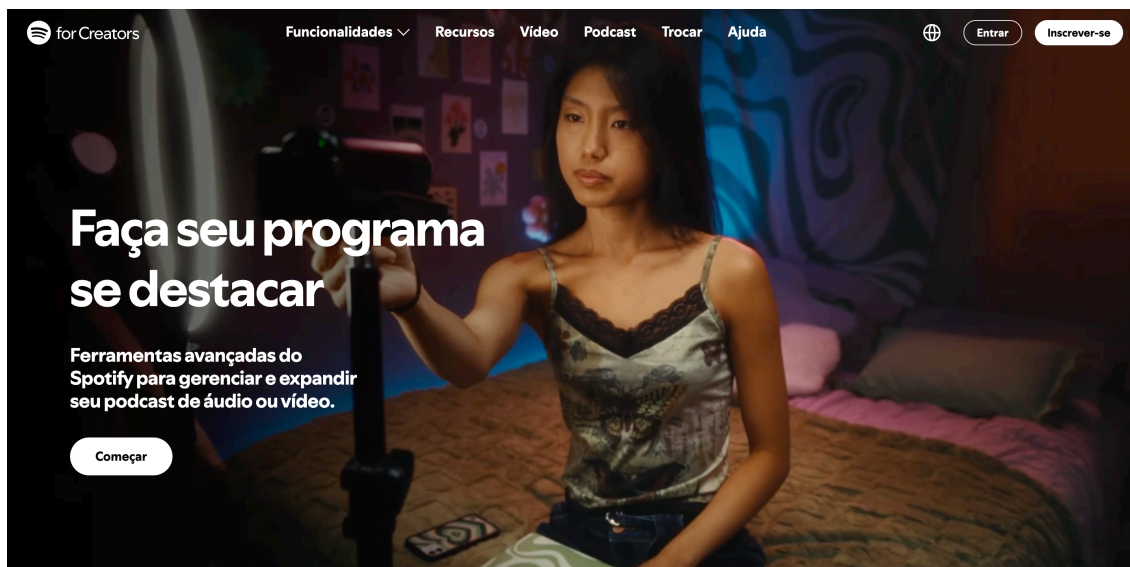 for Creators
Funcionalidades
Recursos
Vídeo
Podcast
Trocar
Ajuda
Entrar
Inscrever-se
Faça seu programa
se destacar
Ferramentas avançadas do
Spotify para gerenciar e expandir
seu podcast de áudio ou vídeo.
Começar